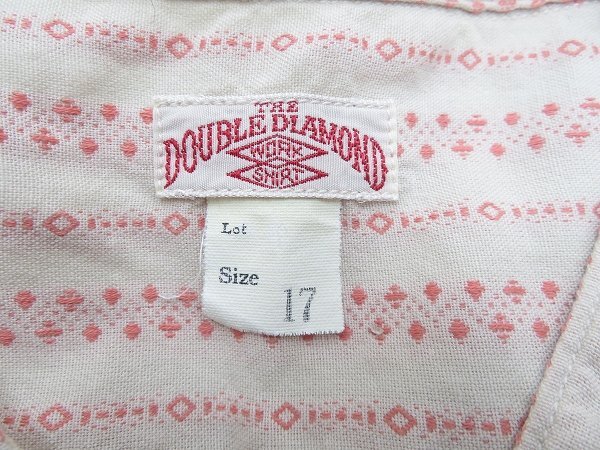 THE
DOUBLE DIAMOND
WORK
SHIRT
Lot
Size
17